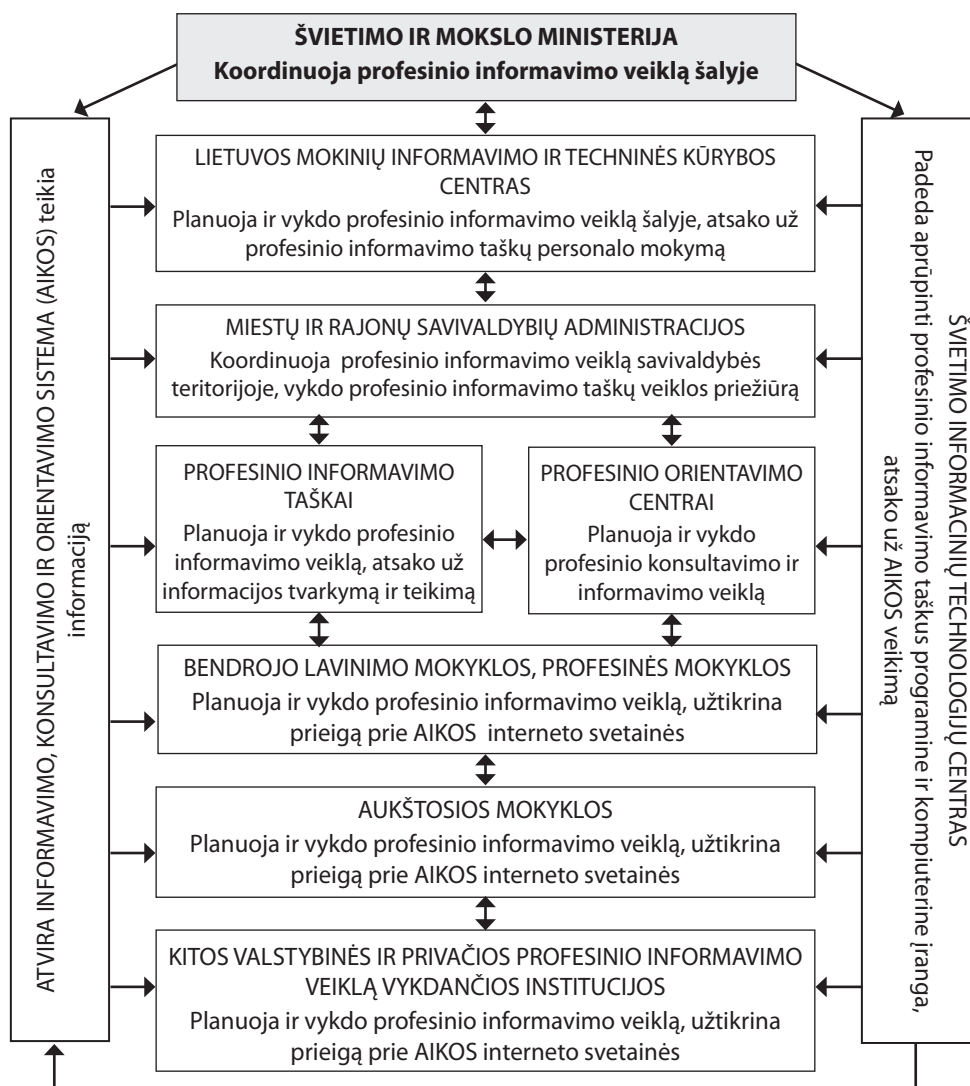 ŠVIETIMO IR MOKSLO MINISTERIJA
Koordinuoja profesinio informavimo veiklą šalyje
ATVIRA INFORMAVIMO, KONSULTAVIMO IR ORIENTAVIMO SISTEMA (AIKOS) teikia
informaciją
LIETUVOS MOKINIŲ INFORMAVIMO IR TECHNINĖS KŪRYBOS
CENTRAS
Planuoja ir vykdo profesinio informavimo veiklą šalyje, atsako už
profesinio informavimo taškų personalo mokymą
MIESTŲ IR RAJONŲ SAVIVALDYBIŲ ADMINISTRACIJOS
Koordinuoja profesinio informavimo veiklą savivaldybės
teritorijoje, vykdo profesinio informavimo taškų veiklos priežiūrą
PROFESINIO INFORMAVIMO
TAŠKAI
Planuoja ir vykdo profesinio
informavimo veiklą, atsako už
informacijos tvarkymą ir teikimą
PROFESINIO ORIENTAVIMO
CENTRAI
Planuoja ir vykdo
profesinio konsultavimo ir
informavimo veiklą
BENDROJO LAVINIMO MOKYKLOS, PROFESINĖS MOKYKLOS
Planuoja ir vykdo profesinio informavimo veiklą, užtikrina
prieigą prie AIKOS interneto svetainės
AUKŠTOSIOS MOKYKLOS
Planuoja ir vykdo profesinio informavimo veiklą, užtikrina
prieigą prie AIKOS interneto svetainės
KITOS VALSTYBINĖS IR PRIVAČIOS PROFESINIO INFORMAVIMO
VEIKLĄ VYKDANČIOS INSTITUCIJOS
Planuoja ir vykdo profesinio informavimo veiklą, užtikrina
prieigą prie AIKOS interneto svetainės
ŠVIETIMO INFORMACINIŲ TECHNOLOGIJŲ CENTRAS
Padeda aprūpinti profesinio informavimo taškus programine ir kompiuterine įranga,
atsako už AIKOS veikimą